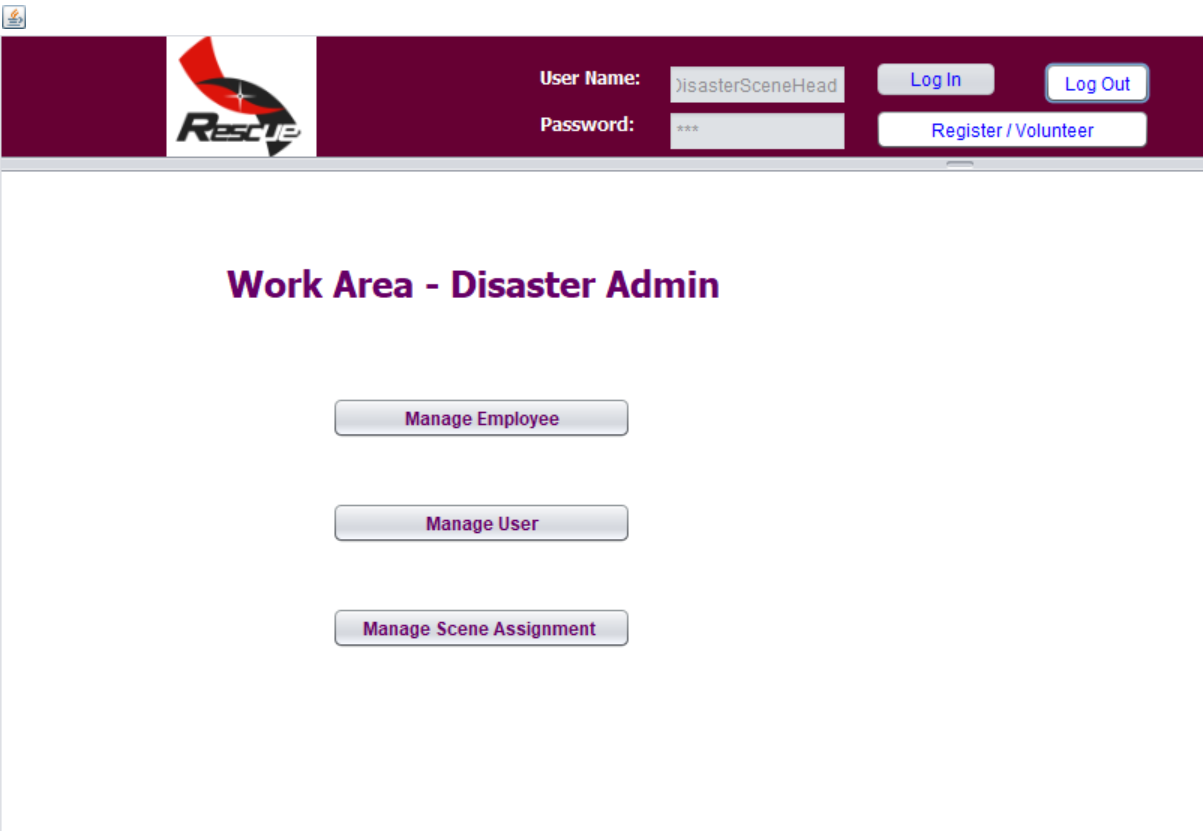 Rescue
User Name:
DisasterSceneHead
Log In
Log Out
Password:
***
Register / Volunteer
Work Area - Disaster Admin
Manage Employee
Manage User
Manage Scene Assignment